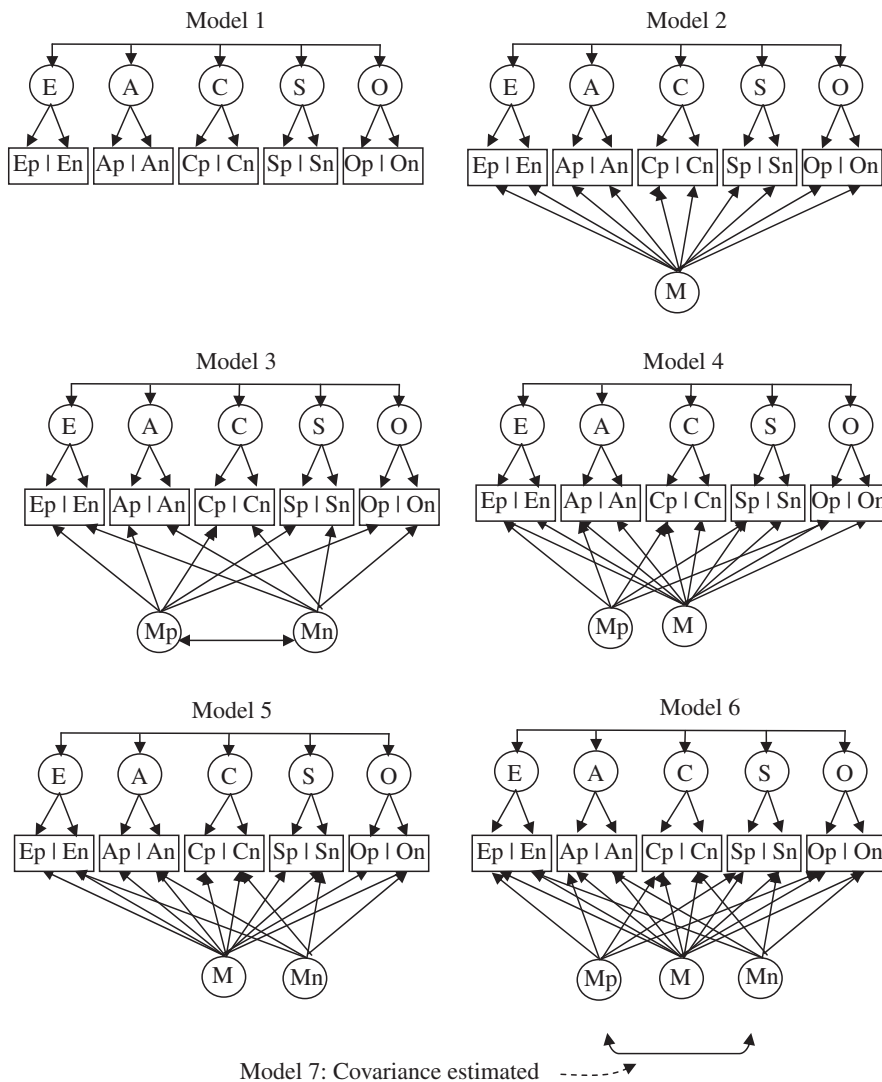 Model 1
E A C S O
Ep | En Ap | An Cp | Cn Sp | Sn Op | On
Model 2
E A C S O
Ep | En Ap | An Cp | Cn Sp | Sn Op | On
M
Model 3
E A C S O
Ep | En Ap | An Cp | Cn Sp | Sn Op | On
Mp Mn
Model 4
E A C S O
Ep | En Ap | An Cp | Cn Sp | Sn Op | On
Mp M
Model 5
E A C S O
Ep | En Ap | An Cp | Cn Sp | Sn Op | On
M Mn
Model 6
E A C S O
Ep | En Ap | An Cp | Cn Sp | Sn Op | On
Mp M Mn
Model 7: Covariance estimated